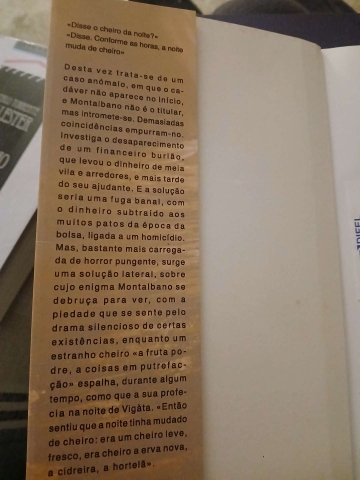 «Disse o cheiro da noite?»
«Disse. Conforme as horas, a noite
muda de cheiro»
Desta vez trata-se de um
caso anómalo, em que o ca-
dáver não aparece no início,
e Montalbano não é o titular,
mas intromete-se. Demasiadas
coincidências empurram-no.
Investiga o desaparecimento
de um financeiro burlão,
que levou o dinheiro de meia
vila e arredores, e mais tarde
do seu ajudante. E a solução
seria uma fuga banal, com
o dinheiro subtraído aos
muitos patos da época da
bolsa, ligada a um homicídio.
Mas, bastante mais carrega-
da de horror pungente, surge
uma solução lateral, sobre
cujo enigma Montalbano se
debruça para ver, com a
piedade que se sente pelo
drama silencioso de certas
existências, enquanto um
estranho cheiro «a fruta po-
dre, a coisas em putrefac-
ção» espalha, durante algum
tempo, como que a sua profe-
cia na noite de Vigàta. «Então
sentiu que a noite tinha mudado
de cheiro: era um cheiro leve,
fresco, era cheiro a erva nova,
a cidreira, a hortelã».
DIFEL